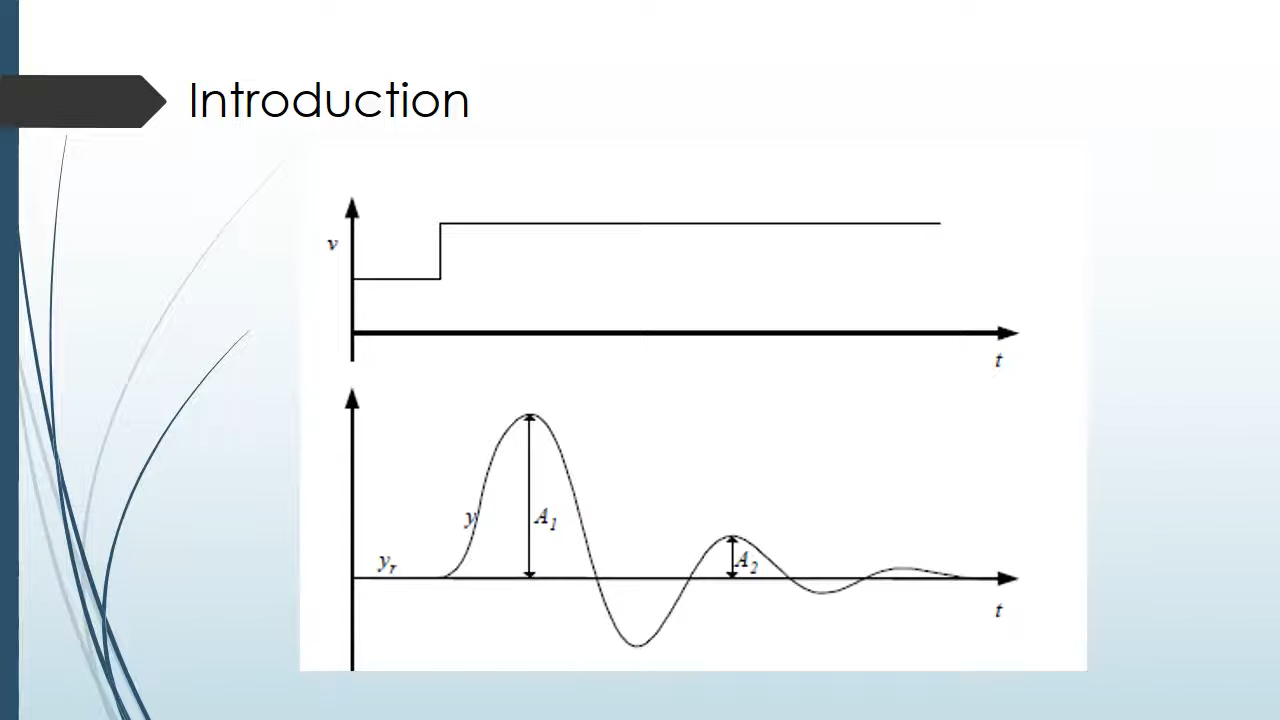 Introduction
v
t
y
A1
yr
A2
t